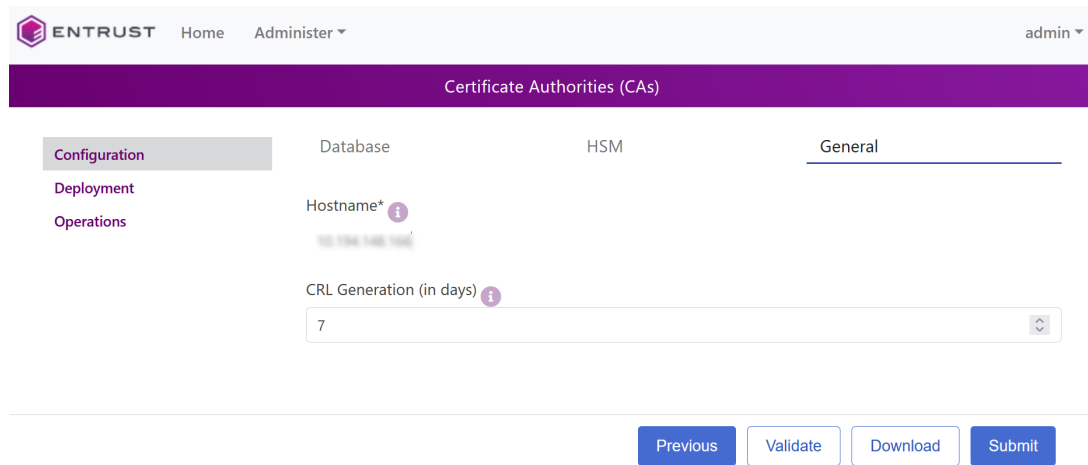 ENTRUST Home Administer admin
Certificate Authorities (CAs)
Configuration
Deployment
Operations
Database HSM General
Hostname*
CRL Generation (in days)
7
Previous Validate Download Submit